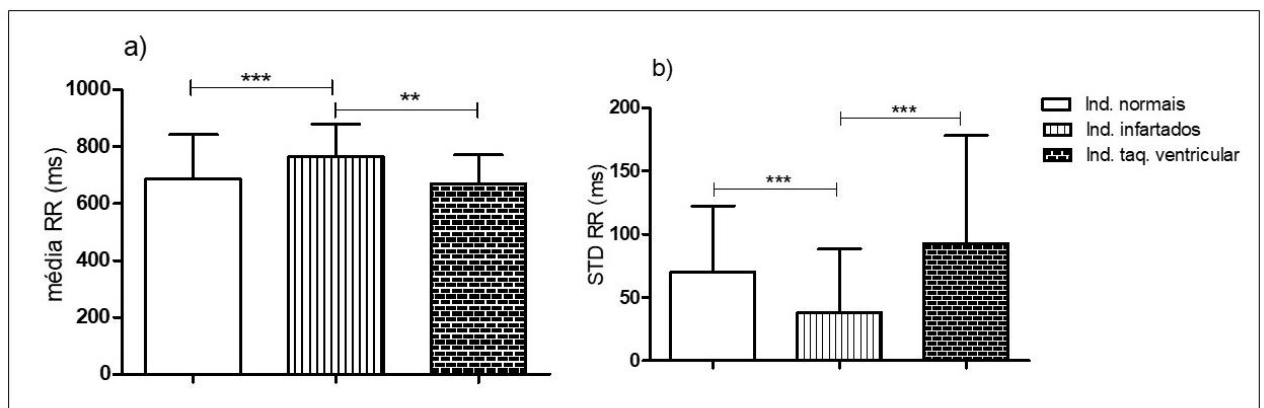 a)
***
**
1000
800
600
400
200
0
média RR (ms)
b)
***
***
200
150
100
50
0
STD RR (ms)
Ind. normais
Ind. infartados
Ind. taq. ventricular